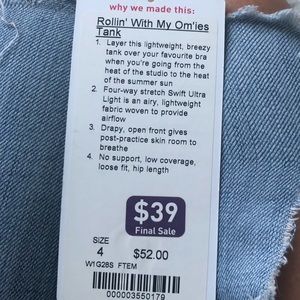 why we made this:
Rollin' With My Om'ies
Tank
1. Layer this lightweight, breezy
tank over your favourite bra
when you're going from the
heat of the studio to the heat
of the summer sun
2. Four-way stretch Swift Ultra
Light is an airy, lightweight
fabric woven to provide
airflow
3. Drapy, open front gives
post-practice skin room to
breathe
4. No support, low coverage,
loose fit, hip length
$39
Final Sale
SIZE
4 $52.00
W1G28S FTEM
000003550179